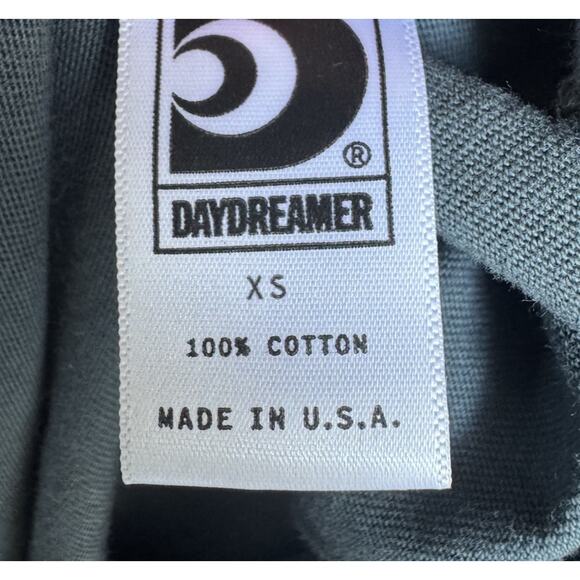 ®
DAYDREAMER
XS
100% COTTON
MADE IN U.S.A.